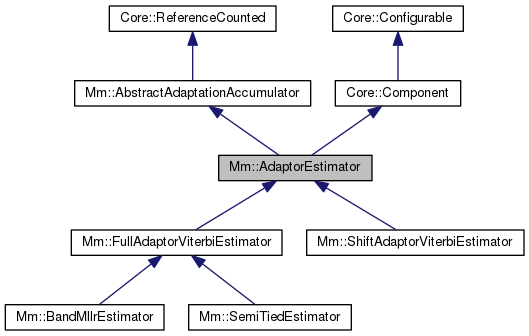 Core::ReferenceCounted
Core::Configurable
Mm::AbstractAdaptationAccumulator
Core::Component
Mm::AdaptorEstimator
Mm::FullAdaptorViterbiEstimator
Mm::ShiftAdaptorViterbiEstimator
Mm::BandMllrEstimator
Mm::SemiTiedEstimator